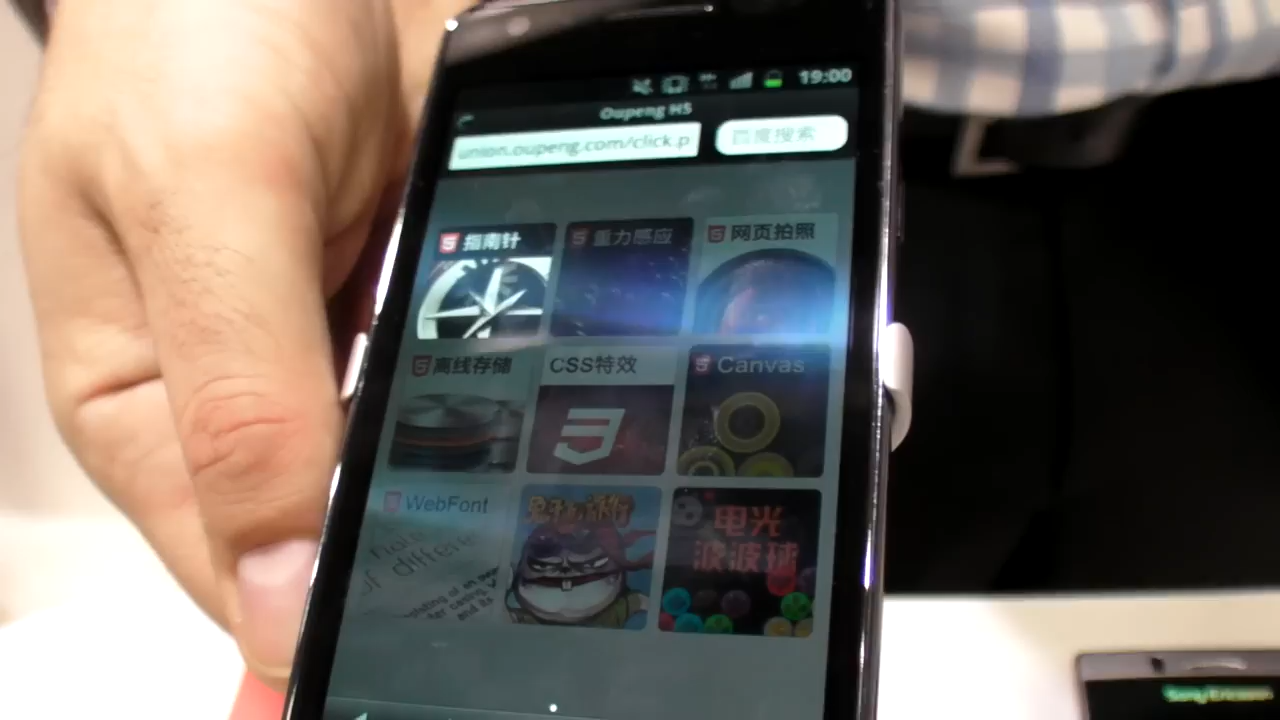 19:00
Oupeng H5
union.oupeng.com/click.p
百度搜索
指南针
重力感应
网页拍照
离线存储
CSS特效
Canvas
WebFont
电光
波波球
Sony Ericsson